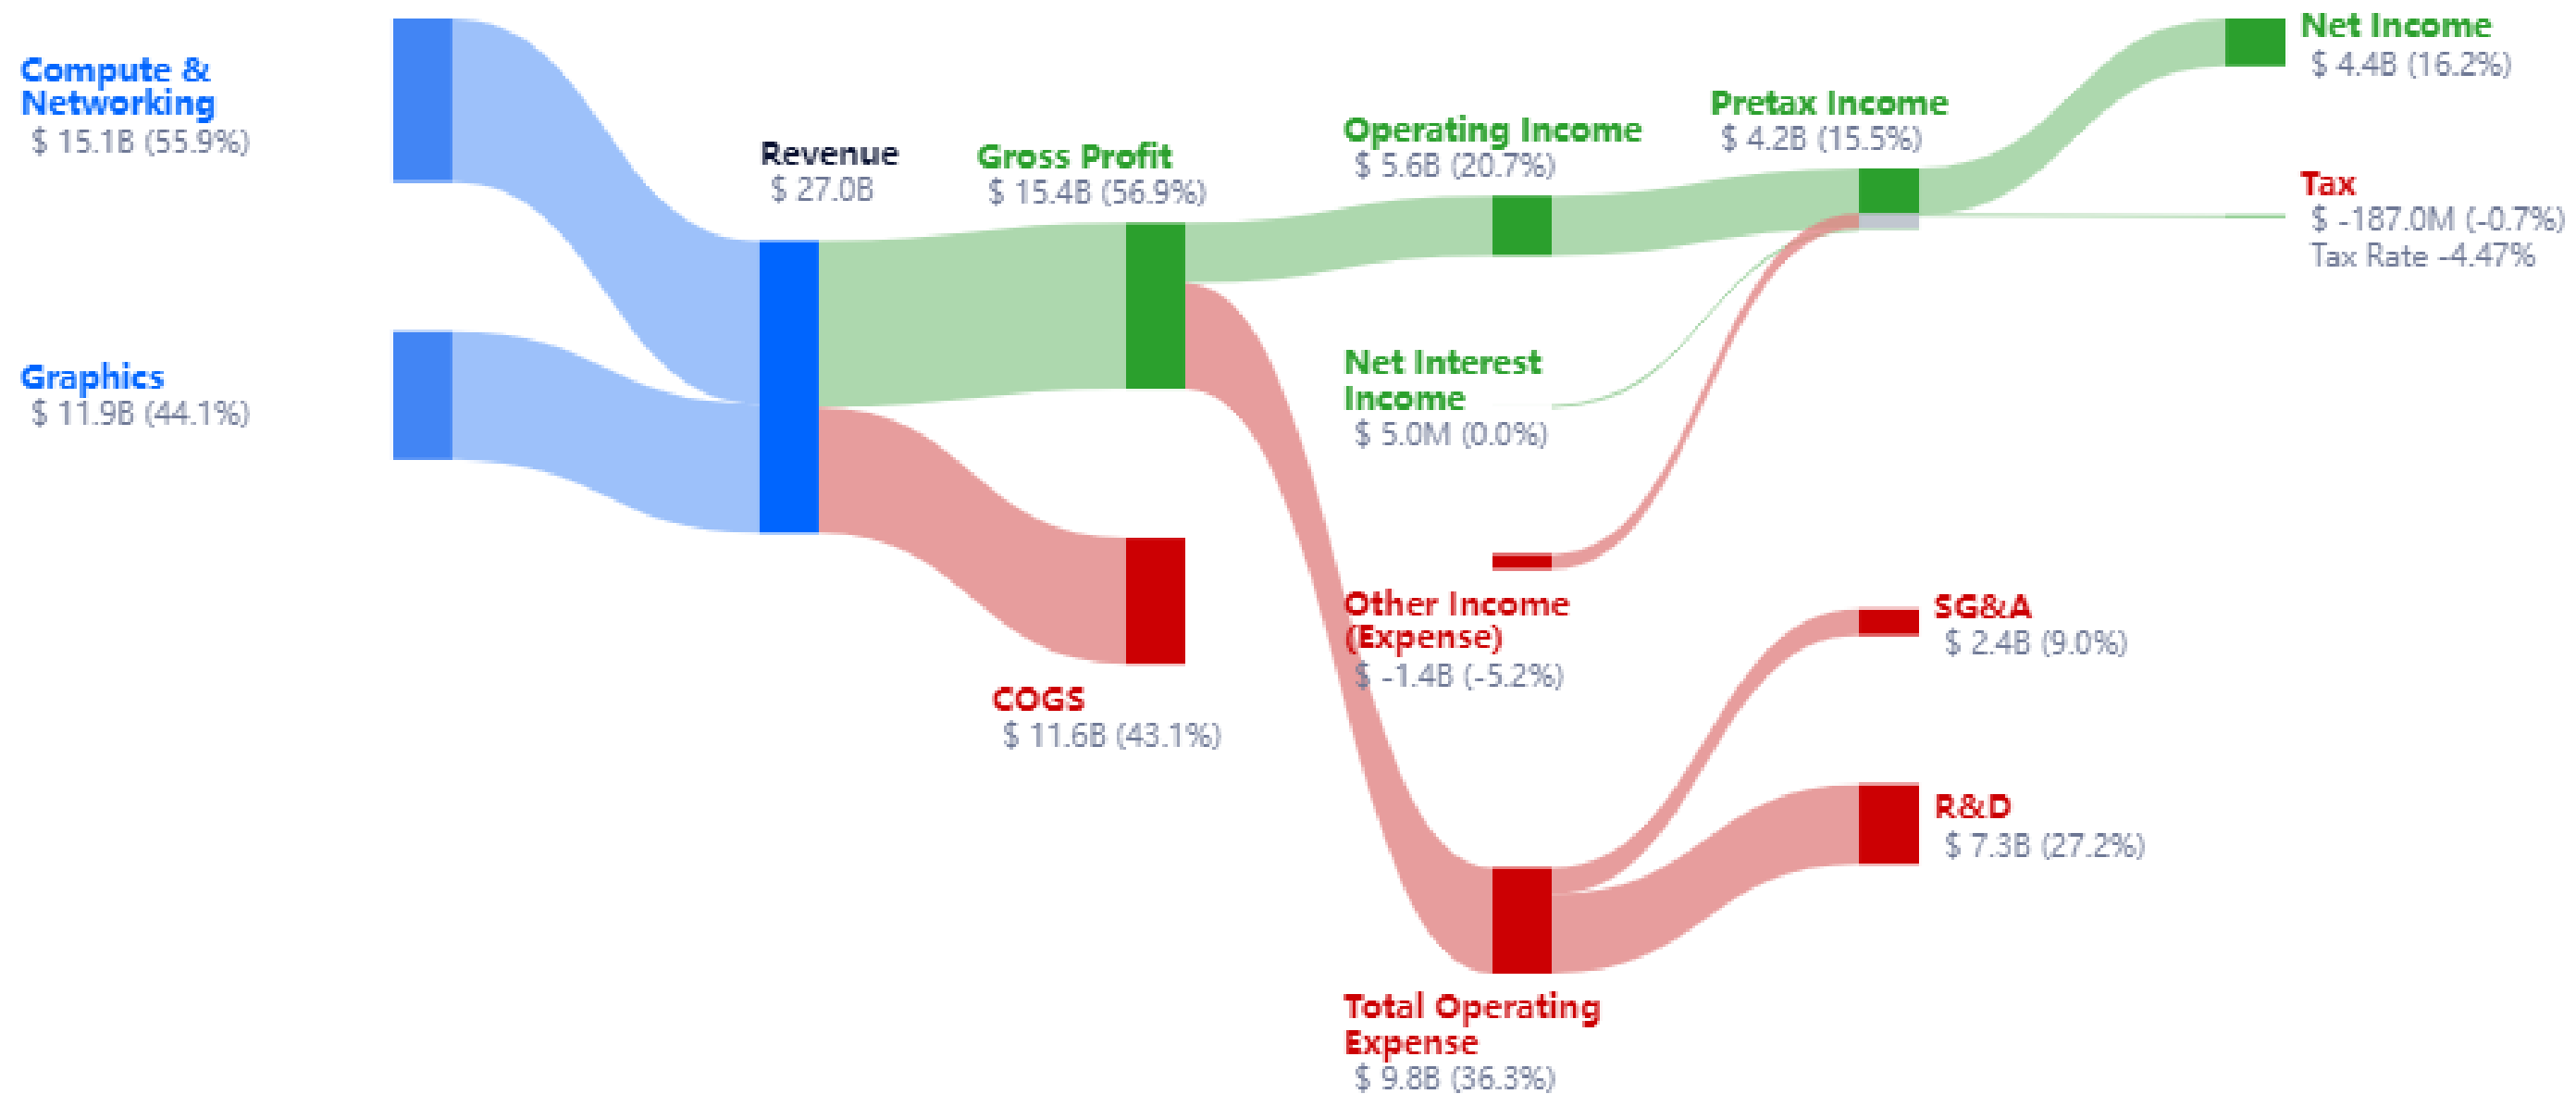 Compute &
Networking
$ 15.1B (55.9%)
Graphics
$ 11.9B (44.1%)
Revenue
$ 27.0B
Gross Profit
$ 15.4B (56.9%)
COGS
$ 11.6B (43.1%)
Operating Income
$ 5.6B (20.7%)
Net Interest
Income
$ 5.0M (0.0%)
Other Income
(Expense)
$ -1.4B (-5.2%)
Total Operating
Expense
$ 9.8B (36.3%)
Pretax Income
$ 4.2B (15.5%)
SG&A
$ 2.4B (9.0%)
R&D
$ 7.3B (27.2%)
Net Income
$ 4.4B (16.2%)
Tax
$ -187.0M (-0.7%)
Tax Rate -4.47%